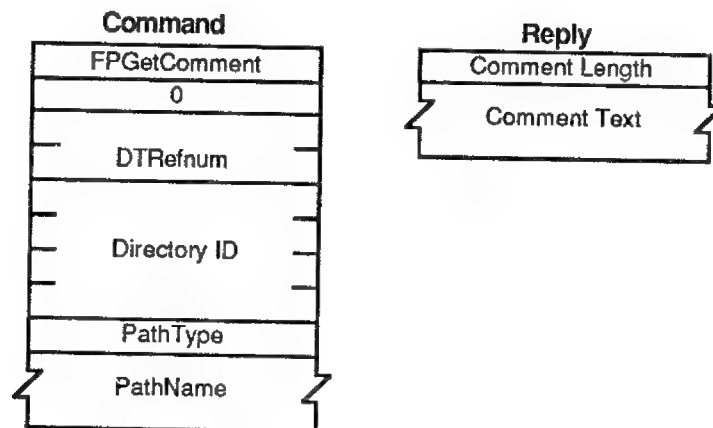 Command
FPGetComment
0
DTRefnum
Directory ID
PathType
PathName
Reply
Comment Length
Comment Text